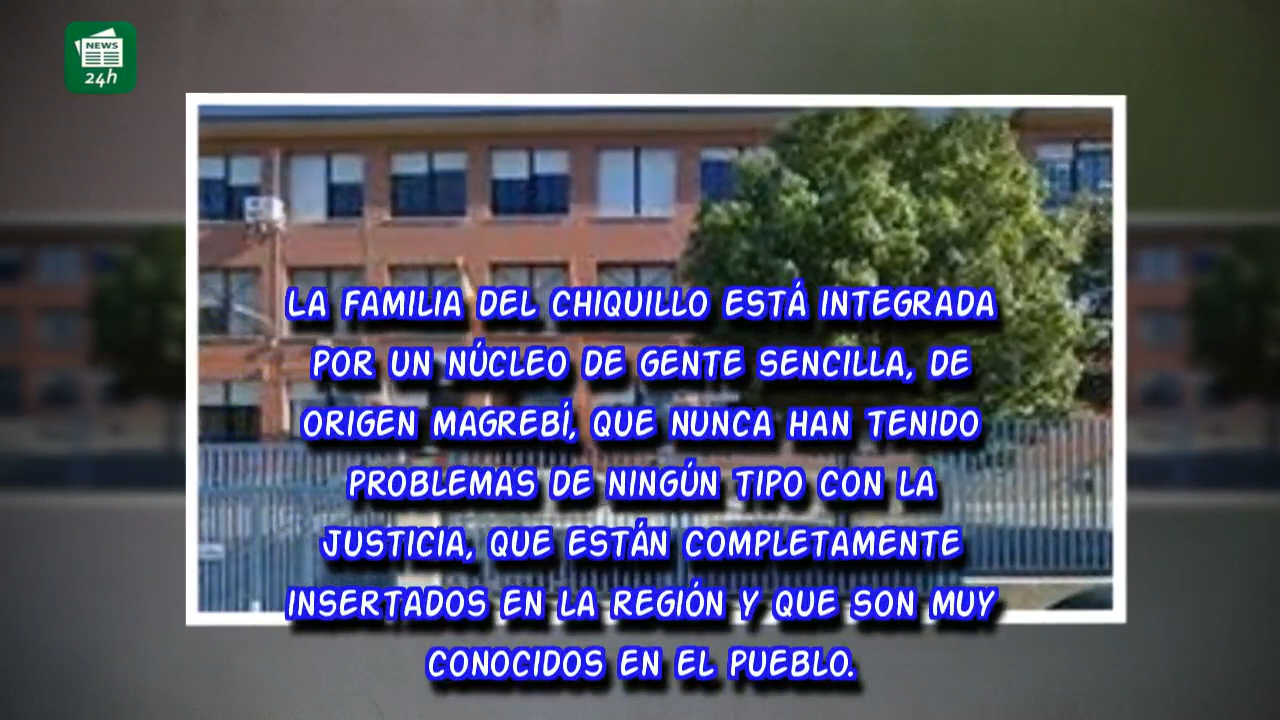 NEWS
24h
LA FAMILIA DEL CHIQUILLO ESTÁ INTEGRADA
POR UN NÚCLEO DE GENTE SENCILLA, DE
ORIGEN MAGREBÍ, QUE NUNCA HAN TENIDO
PROBLEMAS DE NINGÚN TIPO CON LA
JUSTICIA, QUE ESTÁN COMPLETAMENTE
INSERTADOS EN LA REGIÓN Y QUE SON MUY
CONOCIDOS EN EL PUEBLO.